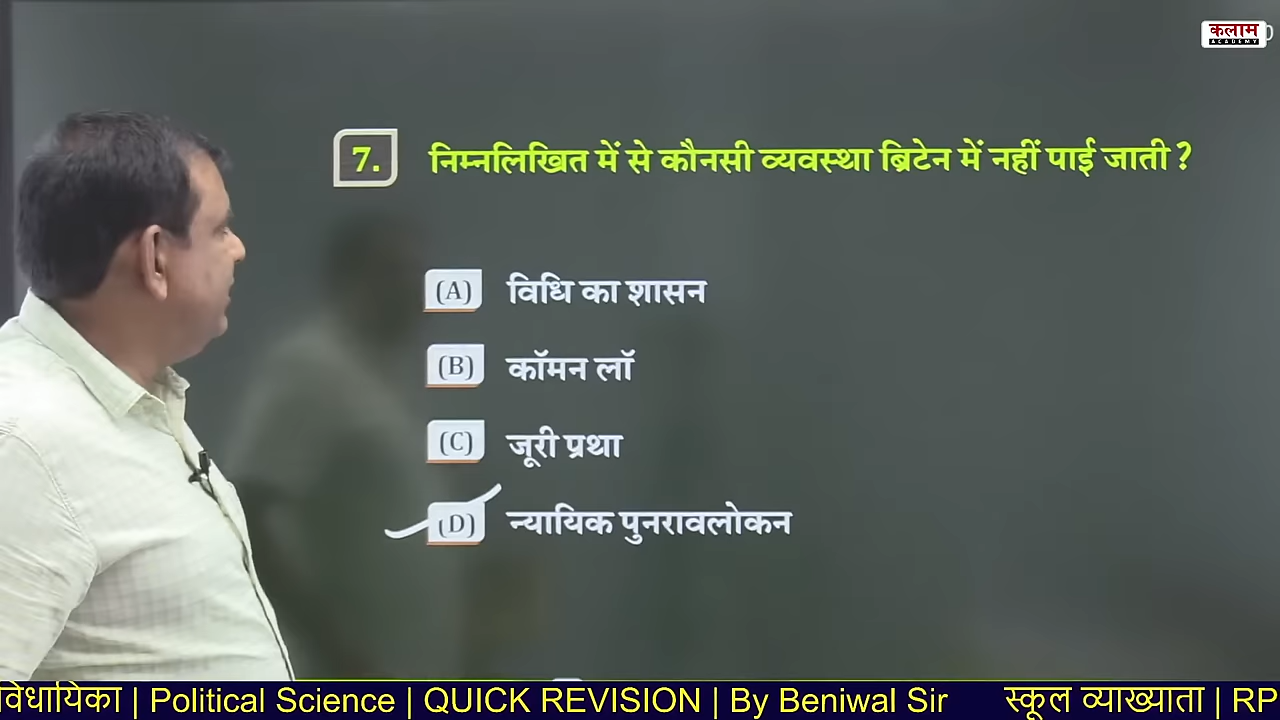 कलाम
ACADEMY
7. निम्नलिखित में से कौनसी व्यवस्था ब्रिटेन में नहीं पाई जाती ?
(A) विधि का शासन
(B) कॉमन लॉ
(C) जूरी प्रथा
(D) न्यायिक पुनरावलोकन
विधायिका | Political Science | QUICK REVISION | By Beniwal Sir स्कूल व्याख्याता | RP